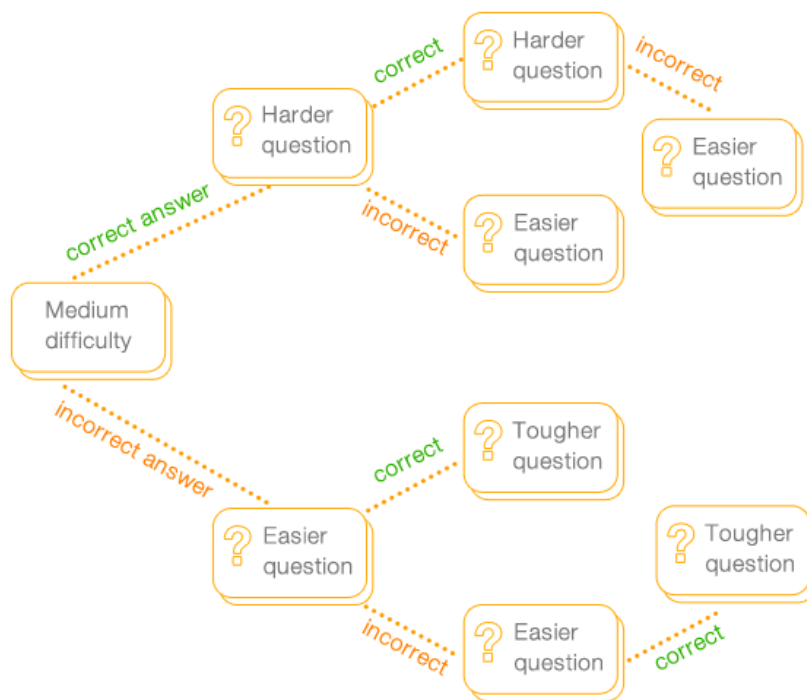 Harder
question
correct
incorrect
Harder
question
Easier
question
correct answer
incorrect
Easier
question
Medium
difficulty
incorrect answer
correct
Tougher
question
Easier
question
Tougher
question
incorrect
Easier
question
correct